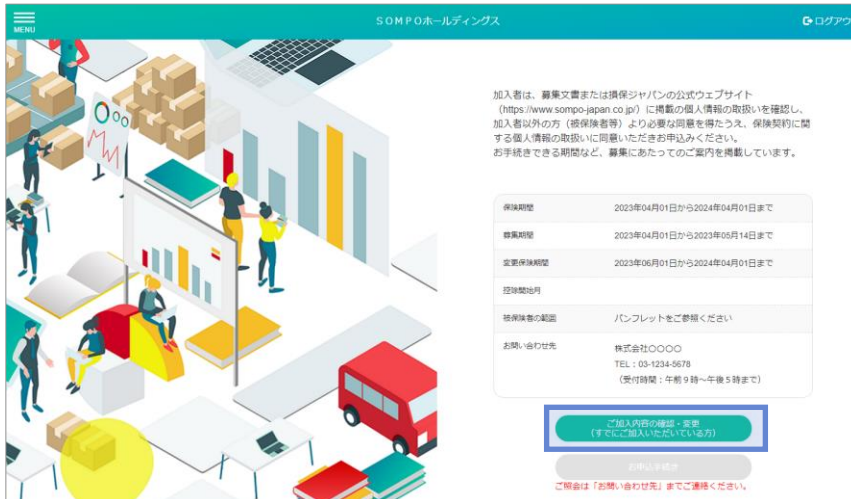 MENU
SOMPOホールディングス
ログアウ
加入者は、募集文書または損保ジャパンの公式ウェブサイト
（https://www.sompo-japan.co.jp/）に掲載の個人情報の取扱いを確認し、
加入者以外の方（被保険者等）より必要な同意を得たうえ、保険契約に関
する個人情報の取扱いに同意いただきお申込みください。
お手続きできる期間など、募集にあたってのご案内を掲載しています。
保険期間 2023年04月01日から2024年04月01日まで
募集期間 2023年04月01日から2023年05月14日まで
変更保険期間 2023年06月01日から2024年04月01日まで
控除開始月
被保険者の範囲 パンフレットをご参照ください
お問い合わせ先 株式会社〇〇〇〇
TEL：03-1234-5678
（受付時間：午前９時～午後５時まで）
ご加入内容の確認・変更
（すでにご加入いただいている方）
お申込手続き
ご照会は「お問い合わせ先」までご連絡ください。